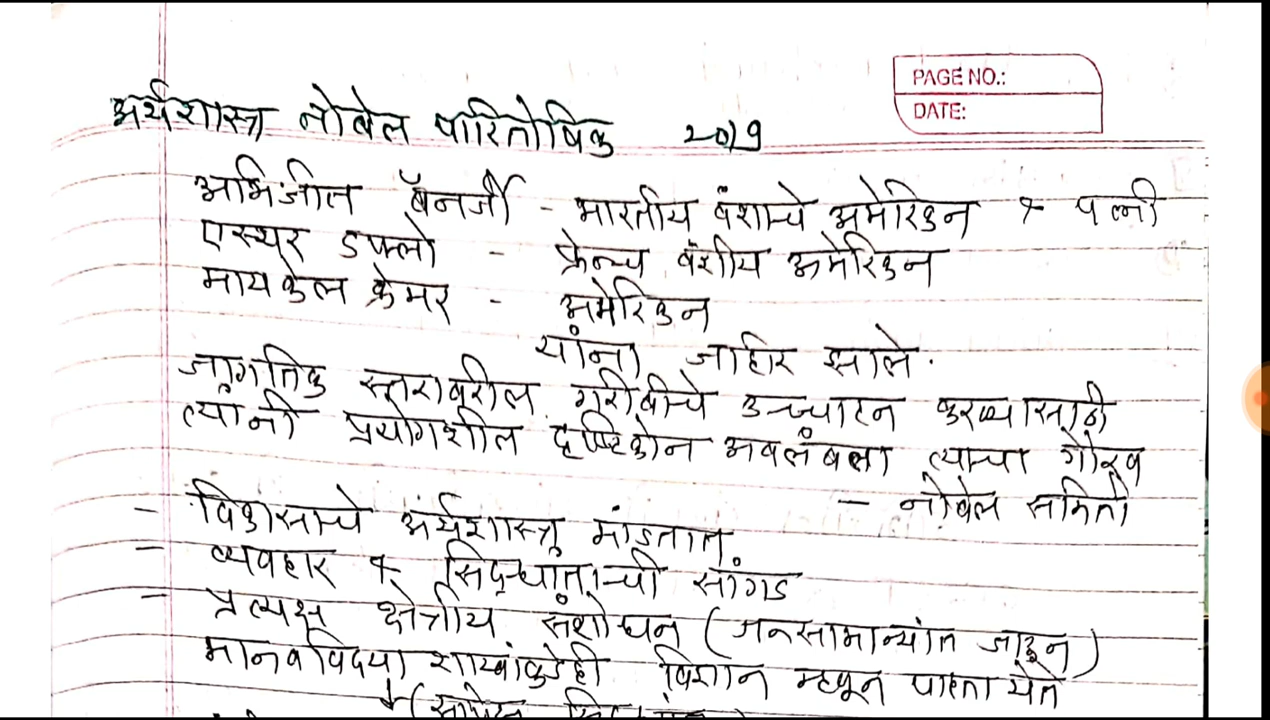 PAGE NO.:
DATE:
अर्थशास्त्र नोबेल पारितोषिक 2019
अभिजीत बॅनर्जी - भारतीय वंशाचे अमेरिकन + पत्नी
एस्थर डफ्लो - फ्रेन्च वंशीय अमेरिकन
मायकेल क्रेमर - अमेरिकन
यांना जाहीर झाले.
जागतिक स्तरावरील गरीबीचे उच्चाटन करण्यासाठी
त्यांनी प्रयोगशील दृष्टिकोन अवलंबला त्याचा गौरव
- नोबेल समिती
- विकासाचे अर्थशास्त्र मांडतात.
- व्यवहार + सिद्धांताची सांगड
- प्रत्यक्ष क्षेत्रीय संशोधन (जनसामान्यांत जाऊन)
मानवविद्या शाखांकडेही विज्ञान म्हणून पाहता येते